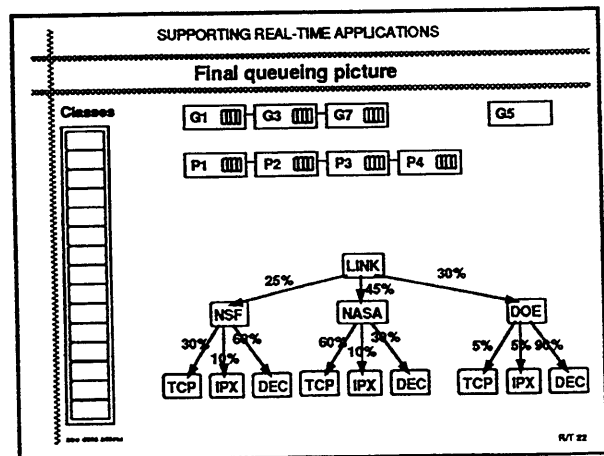 SUPPORTING REAL-TIME APPLICATIONS
Final queueing picture
Classes
G1 G3 G7 G5
P1 P2 P3 P4
LINK
25% 45% 30%
NSF NASA DOE
30% 10% 60% 60% 10% 30% 5% 5% 90%
TCP IPX DEC TCP IPX DEC TCP IPX DEC
R/T 22